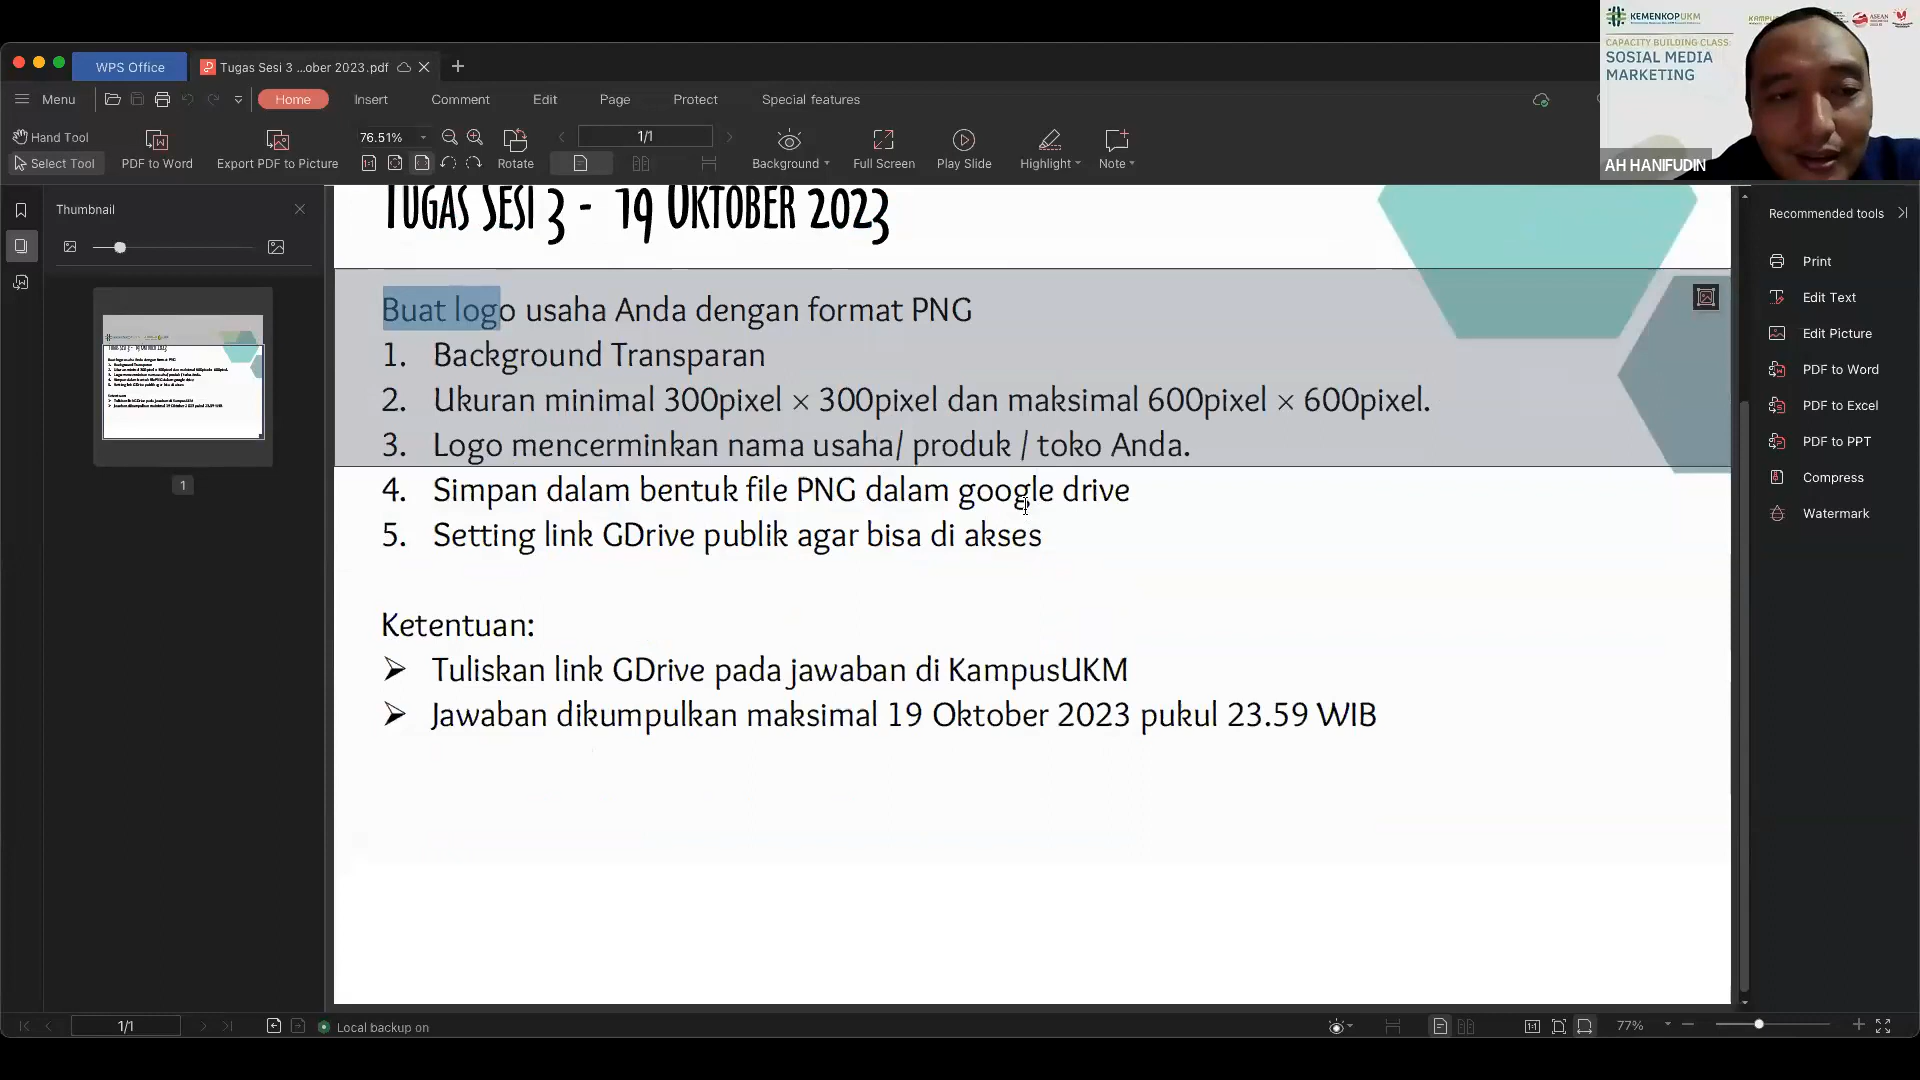 KEMENKOPUKM
CAPACITY BUILDING CLASS:
SOSIAL MEDIA
MARKETING
AH HANIFUDIN
WPS Office
Tugas Sesi 3 ...ober 2023.pdf
Menu
Home
Insert
Comment
Edit
Page
Protect
Special features
Hand Tool
Select Tool
PDF to Word
Export PDF to Picture
76.51%
Rotate
1/1
Background
Full Screen
Play Slide
Highlight
Note
Thumbnail
1
TUGAS SESI 3 - 19 OKTOBER 2023
Buat logo usaha Anda dengan format PNG
1. Background Transparan
2. Ukuran minimal 300pixel × 300pixel dan maksimal 600pixel × 600pixel.
3. Logo mencerminkan nama usaha/ produk / toko Anda.
4. Simpan dalam bentuk file PNG dalam google drive
5. Setting link GDrive publik agar bisa di akses
Ketentuan:
➢ Tuliskan link GDrive pada jawaban di KampusUKM
➢ Jawaban dikumpulkan maksimal 19 Oktober 2023 pukul 23.59 WIB
Recommended tools
Print
Edit Text
Edit Picture
PDF to Word
PDF to Excel
PDF to PPT
Compress
Watermark
1/1
Local backup on
77%